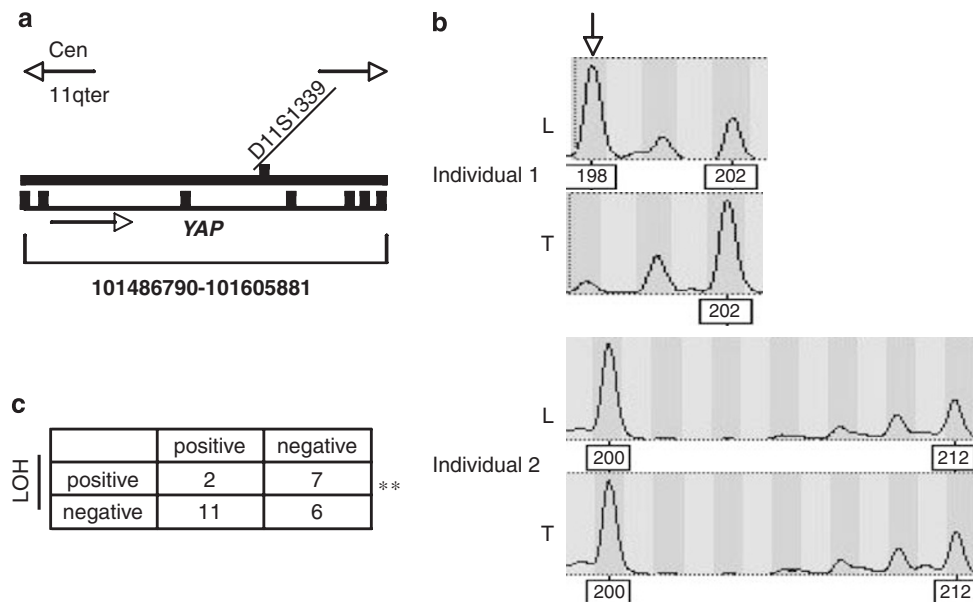 a
Cen
11qter
D11S1339
YAP
101486790-101605881
b
Individual 1
L
198
202
T
202
Individual 2
L
200
212
T
200
212
c
positive
negative
LOH
positive
2
7
**
negative
11
6